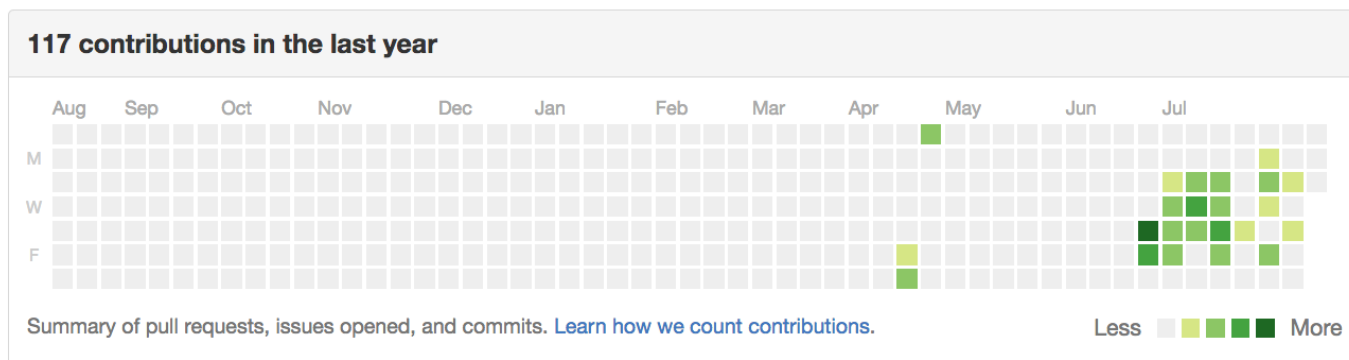 117 contributions in the last year
Aug Sep Oct Nov Dec Jan Feb Mar Apr May Jun Jul
M
W
F
Summary of pull requests, issues opened, and commits. Learn how we count contributions.
Less More